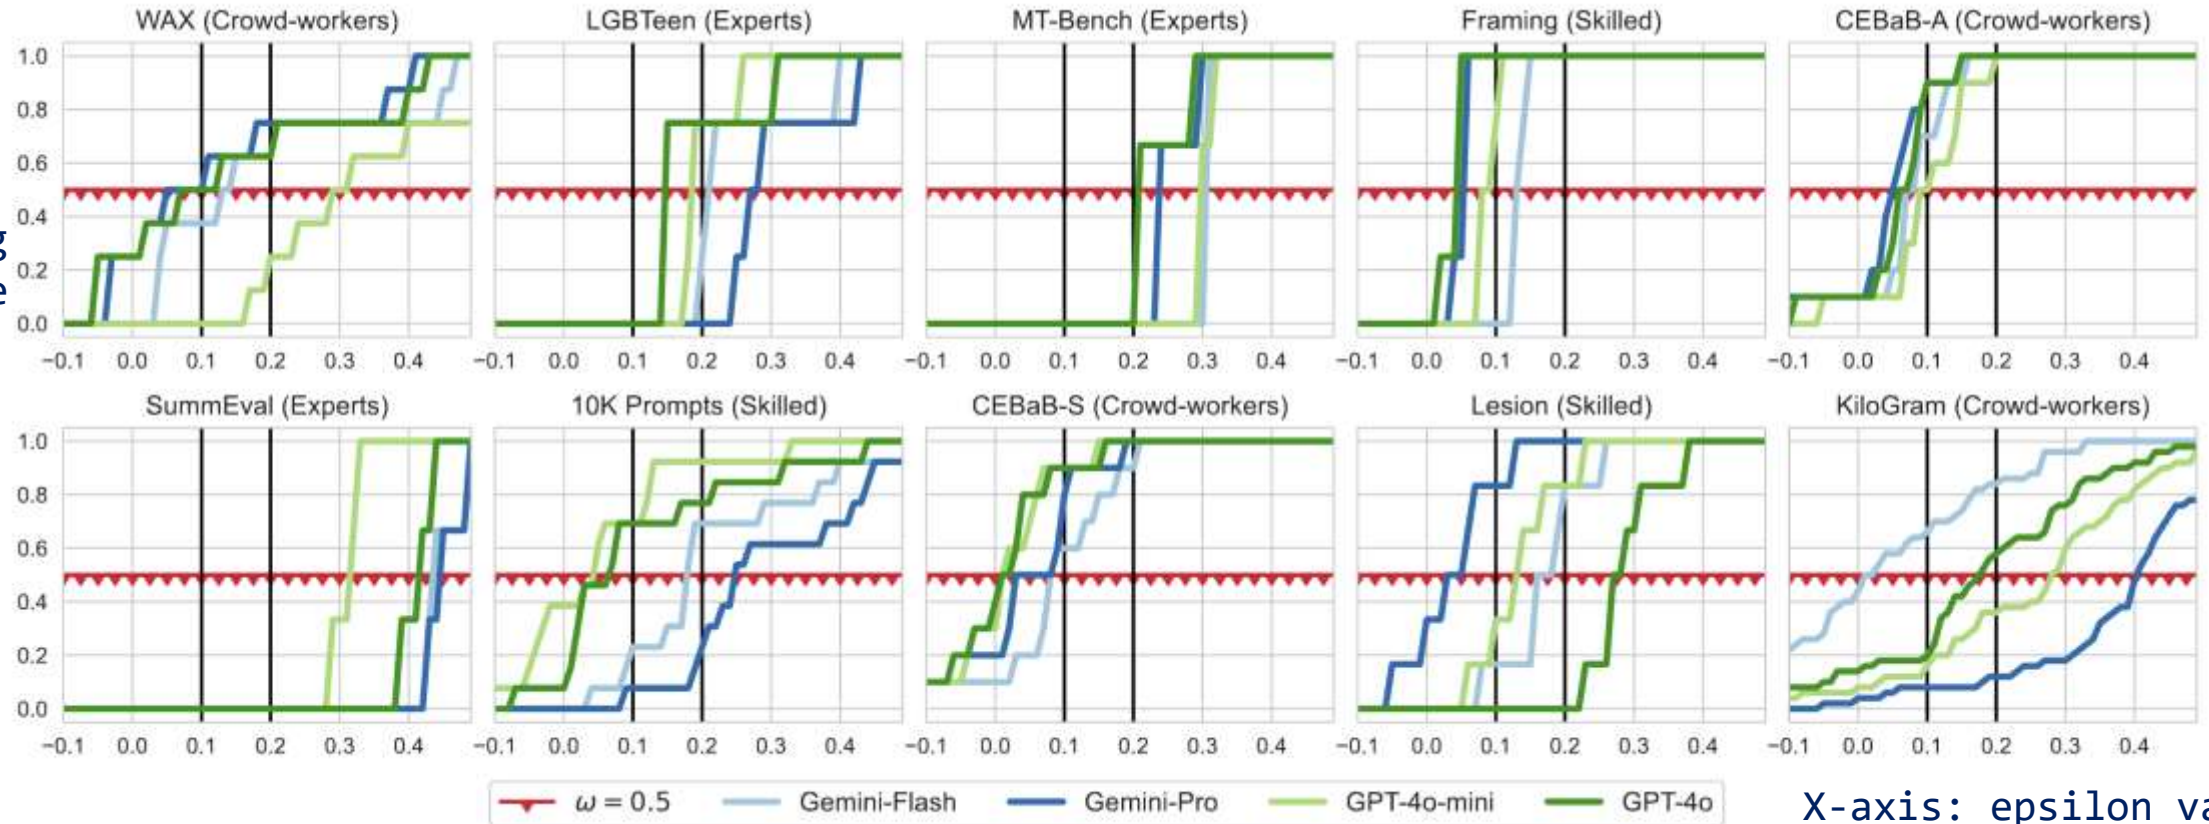 WAX (Crowd-workers) LGBTeen (Experts) MT-Bench (Experts) Framing (Skilled) CEBaB-A (Crowd-workers)
1.0
0.8
0.6
0.4
0.2
0.0
−0.1 0.0 0.1 0.2 0.3 0.4 −0.1 0.0 0.1 0.2 0.3 0.4 −0.1 0.0 0.1 0.2 0.3 0.4 −0.1 0.0 0.1 0.2 0.3 0.4 −0.1 0.0 0.1 0.2 0.3 0.4
SummEval (Experts) 10K Prompts (Skilled) CEBaB-S (Crowd-workers) Lesion (Skilled) KiloGram (Crowd-workers)
1.0
0.8
0.6
0.4
0.2
0.0
−0.1 0.0 0.1 0.2 0.3 0.4 −0.1 0.0 0.1 0.2 0.3 0.4 −0.1 0.0 0.1 0.2 0.3 0.4 −0.1 0.0 0.1 0.2 0.3 0.4 −0.1 0.0 0.1 0.2 0.3 0.4
ω = 0.5 Gemini-Flash Gemini-Pro GPT-4o-mini GPT-4o
X-axis: epsilon va